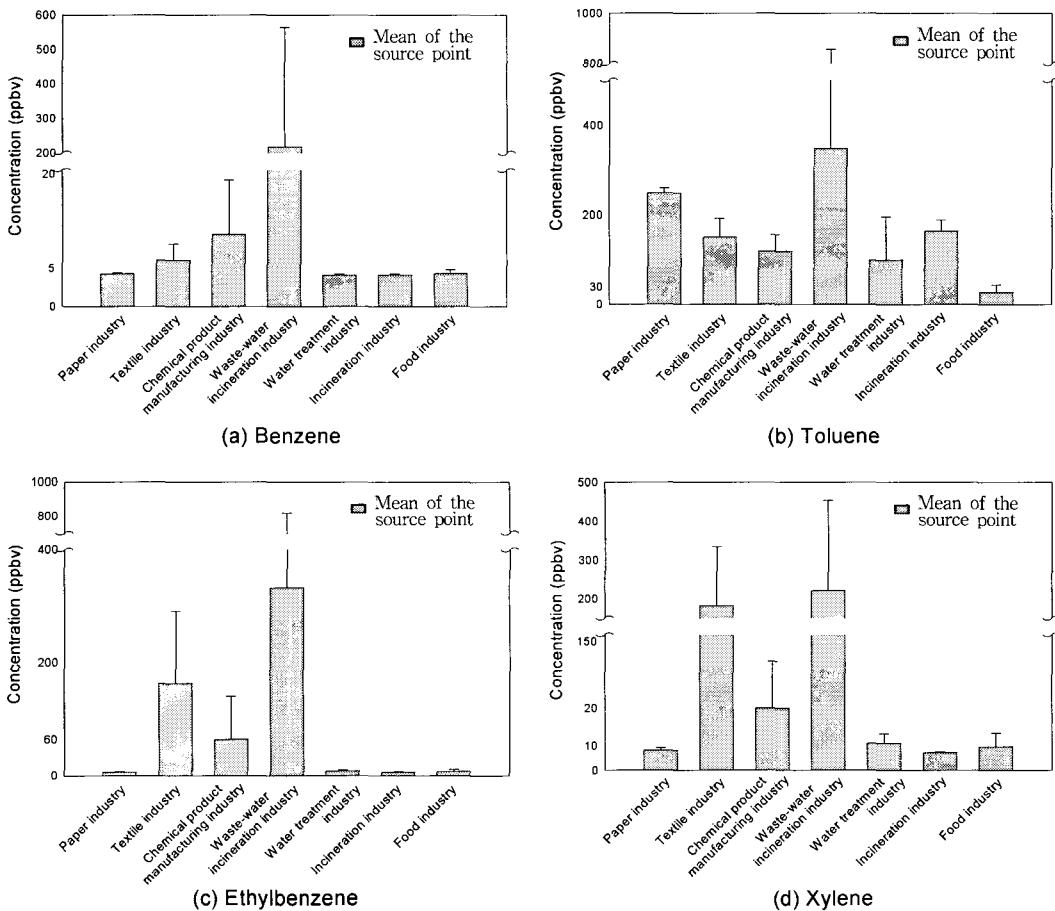 600
500
400
300
200
20
5
0
Concentration (ppbv)
Mean of the
source point
Paper industry
Textile industry
Chemical product
manufacturing industry
Waste-water
incineration industry
Water treatment
industry
Incineration industry
Food industry
(a) Benzene
1000
800
400
200
30
0
Concentration (ppbv)
Mean of the
source point
Paper industry
Textile industry
Chemical product
manufacturing industry
Waste-water
incineration industry
Water treatment
industry
Incineration industry
Food industry
(b) Toluene
1000
800
400
200
60
0
Concentration (ppbv)
Mean of the
source point
Paper industry
Textile industry
Chemical product
manufacturing industry
Waste-water
incineration industry
Water treatment
industry
Incineration industry
Food industry
(c) Ethylbenzene
500
400
300
200
150
20
10
0
Concentration (ppbv)
Mean of the
source point
Paper industry
Textile industry
Chemical product
manufacturing industry
Waste-water
incineration industry
Water treatment
industry
Incineration industry
Food industry
(d) Xylene